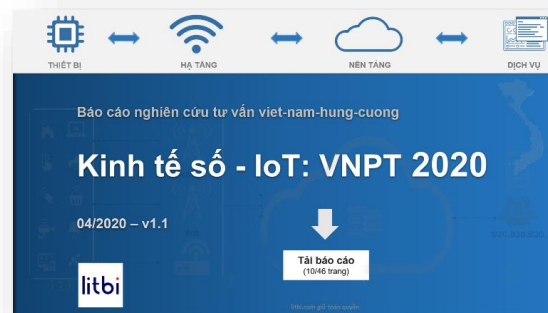 THIẾT BỊ
HẠ TẦNG
NỀN TẢNG
DỊCH VỤ
Báo cáo nghiên cứu tư vấn viet-nam-hung-cuong
Kinh tế số - IoT: VNPT 2020
04/2020 – v1.1
Tải báo cáo
(10/46 trang)
litbi
litbi.com giữ toàn quyền